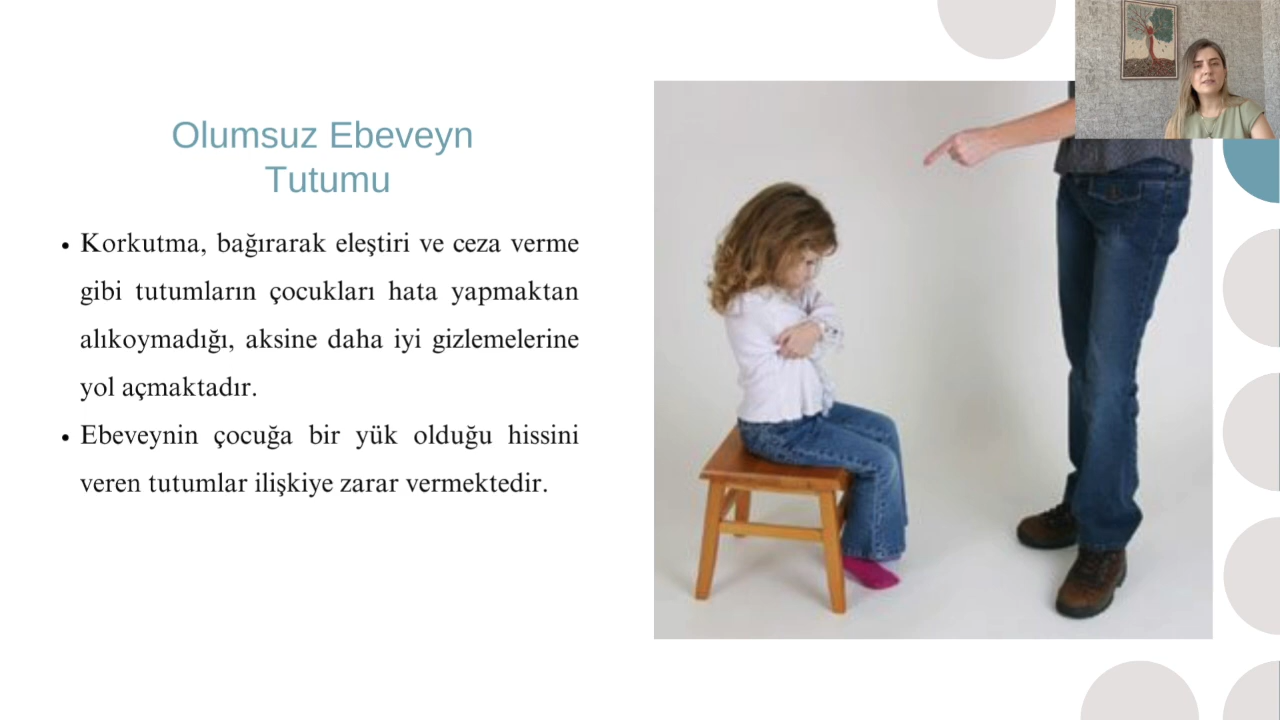 Olumsuz Ebeveyn
Tutumu
• Korkutma, bağırarak eleştiri ve ceza verme
gibi tutumların çocukları hata yapmaktan
alıkoymadığı, aksine daha iyi gizlemelerine
yol açmaktadır.
• Ebeveynin çocuğa bir yük olduğu hissini
veren tutumlar ilişkiye zarar vermektedir.